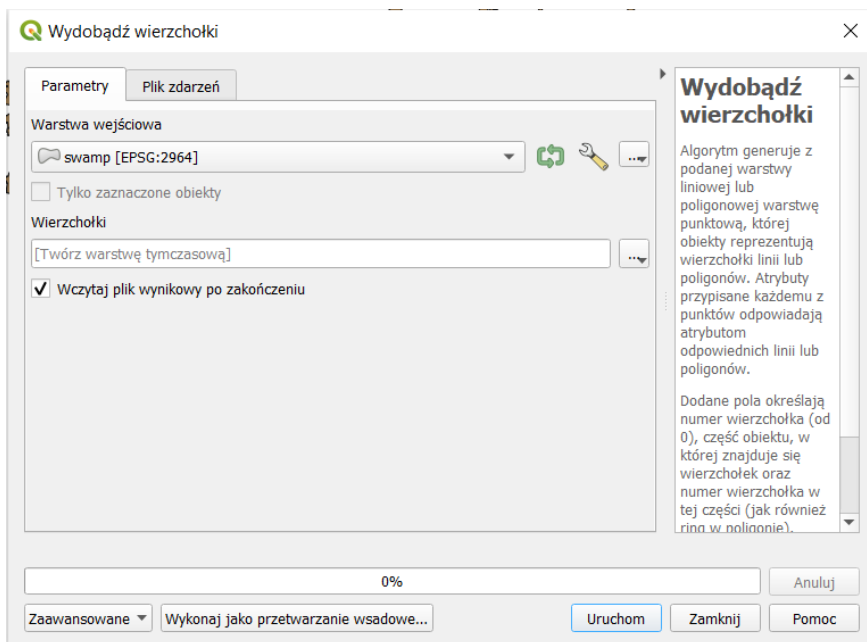 Wydobądź wierzchołki
Parametry
Plik zdarzeń
Warstwa wejściowa
swamp [EPSG:2964]
...
Tylko zaznaczone obiekty
Wierzchołki
[Twórz warstwę tymczasową]
...
Wczytaj plik wynikowy po zakończeniu
Wydobądź
wierzchołki
Algorytm generuje z
podanej warstwy
liniowej lub
poligonowej warstwę
punktową, której
obiekty reprezentują
wierzchołki linii lub
poligonów. Atrybuty
przypisane każdemu z
punktów odpowiadają
atrybutom
odpowiednich linii lub
poligonów.
Dodane pola określają
numer wierzchołka (od
0), część obiektu, w
której znajduje się
wierzchołek oraz
numer wierzchołka w
tej części (jak również
ring w poligonie).
0%
Anuluj
Zaawansowane
Wykonaj jako przetwarzanie wsadowe...
Uruchom
Zamknij
Pomoc